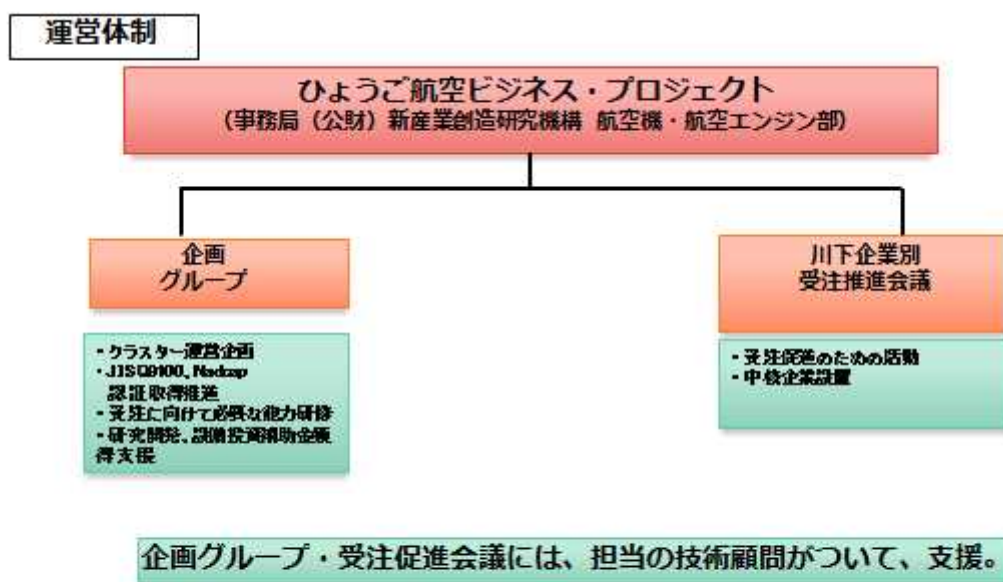 運営体制
ひょうご航空ビジネス・プロジェクト
（事務局（公財）新産業創造研究機構 航空機・航空エンジン部）
企画
グループ
川下企業別
受注推進会議
・クラスター運営企画
・JISQ9100、Nadcap
認証取得推進
・受注に向けて必要な能力研修
・研究開発、設備投資補助金獲
得支援
・受注促進のための活動
・中核企業設置
企画グループ・受注促進会議には、担当の技術顧問がついて、支援。